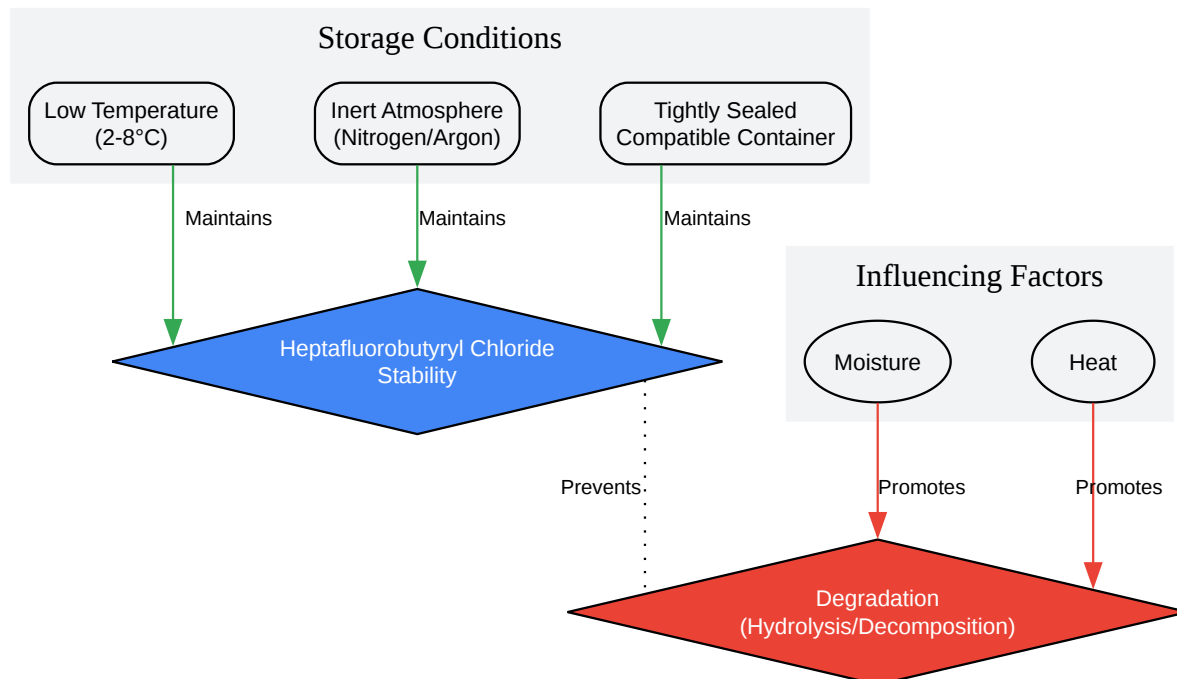 Storage Conditions
Low Temperature
(2-8°C)
Inert Atmosphere
(Nitrogen/Argon)
Tightly Sealed
Compatible Container
Maintains
Maintains
Maintains
Influencing Factors
Heptafluorobutyryl Chloride
Stability
Moisture
Heat
Prevents
Promotes
Promotes
Degradation
(Hydrolysis/Decomposition)